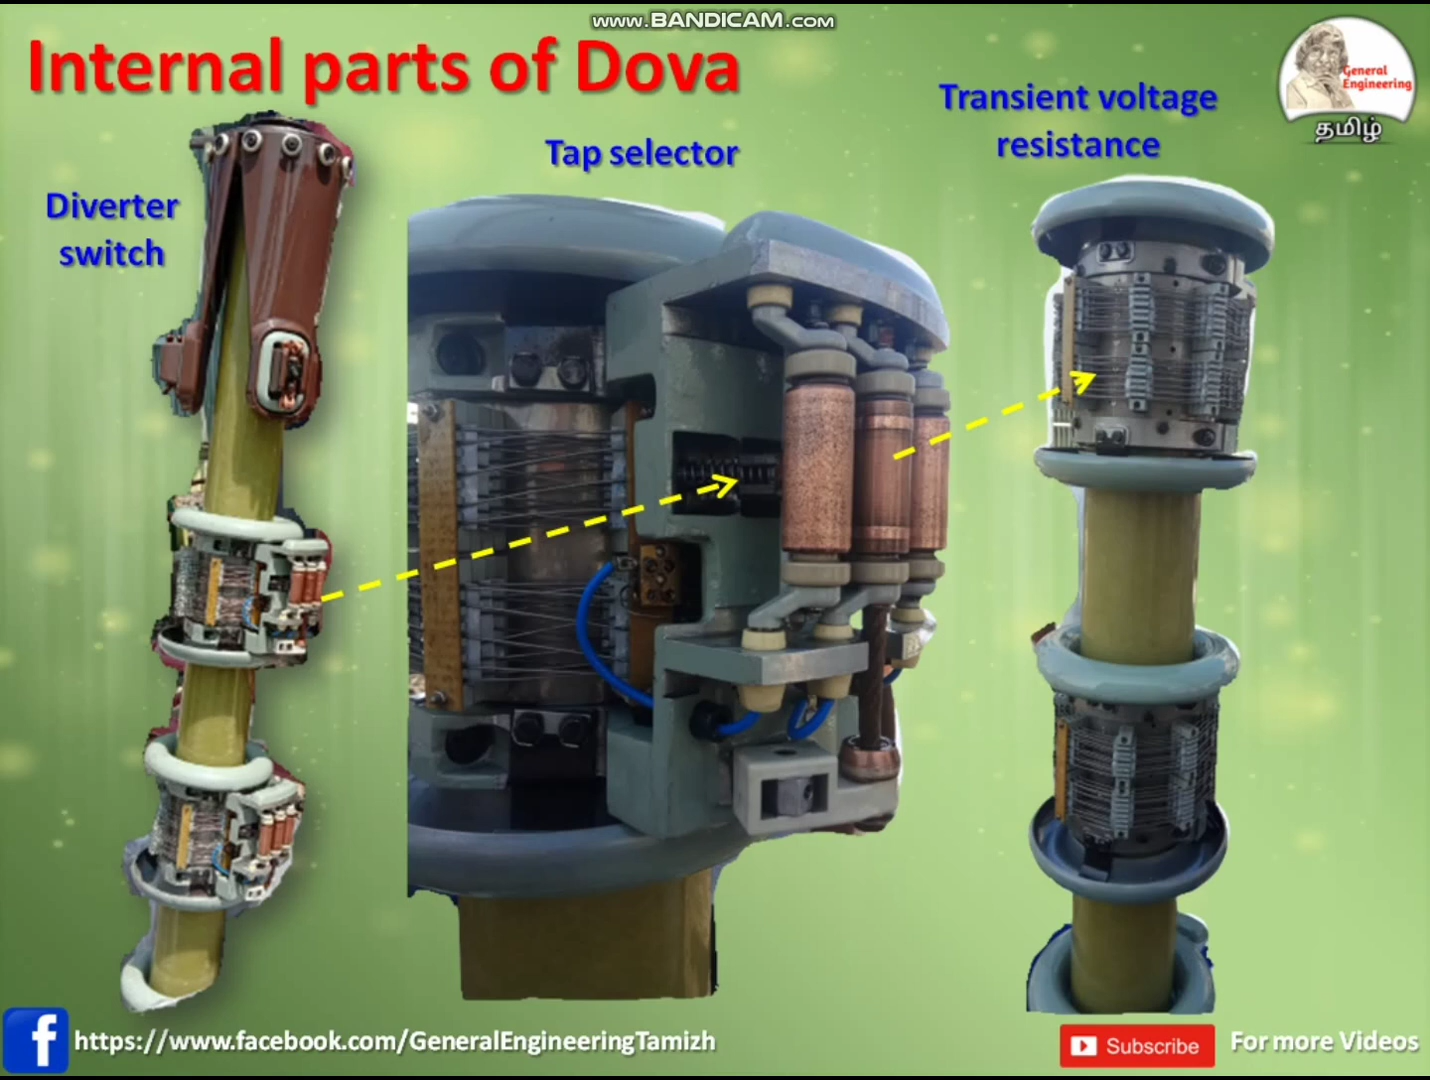 www.BANDICAM.com
Internal parts of Dova
General
Engineering
தமிழ்
Transient voltage
resistance
Tap selector
Diverter
switch
f https://www.facebook.com/GeneralEngineeringTamizh
Subscribe
For more Videos